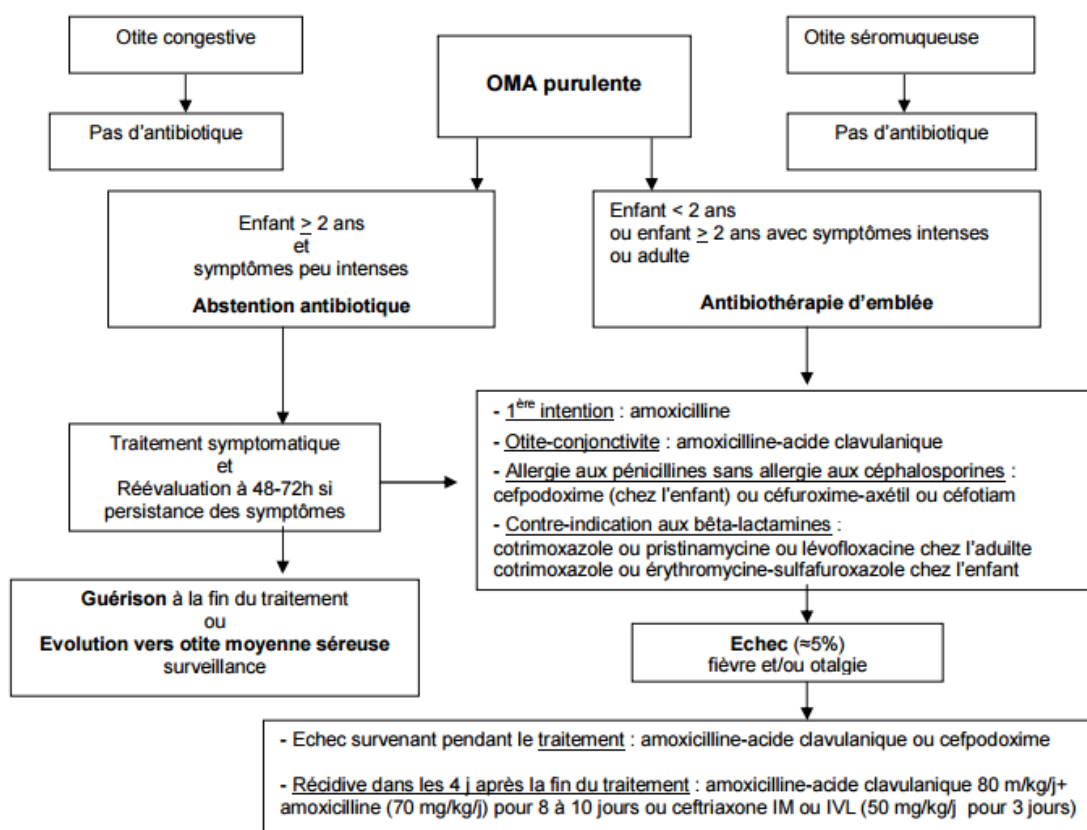 Otite congestive
Pas d'antibiotique
OMA purulente
Otite séromuqueuse
Pas d'antibiotique
Enfant ≥ 2 ans
et
symptômes peu intenses
Abstention antibiotique
Enfant < 2 ans
ou enfant ≥ 2 ans avec symptômes intenses
ou adulte
Antibiothérapie d'emblée
Traitement symptomatique
et
Réévaluation à 48-72h si
persistance des symptômes
- 1ère intention : amoxicilline
- Otite-conjonctivite : amoxicilline-acide clavulanique
- Allergie aux pénicillines sans allergie aux céphalosporines :
cefpodoxime (chez l'enfant) ou céfuroxime-axétil ou céfotiam
- Contre-indication aux bêta-lactamines :
cotrimoxazole ou pristinamycine ou lévofloxacine chez l'aduilte
cotrimoxazole ou érythromycine-sulfafuroxazole chez l'enfant
Guérison à la fin du traitement
ou
Evolution vers otite moyenne séreuse
surveillance
Echec (≈5%)
fièvre et/ou otalgie
- Echec survenant pendant le traitement : amoxicilline-acide clavulanique ou cefpodoxime
- Récidive dans les 4 j après la fin du traitement : amoxicilline-acide clavulanique 80 m/kg/j+
amoxicilline (70 mg/kg/j) pour 8 à 10 jours ou ceftriaxone IM ou IVL (50 mg/kg/j pour 3 jours)